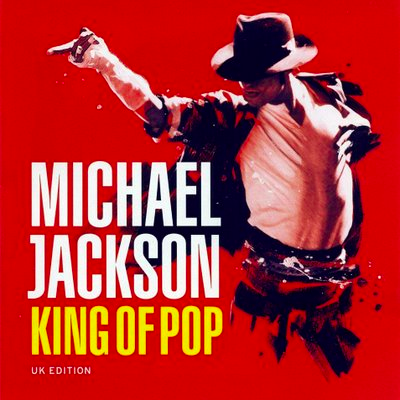 MICHAEL
JACKSON
KING OF POP
UK EDITION